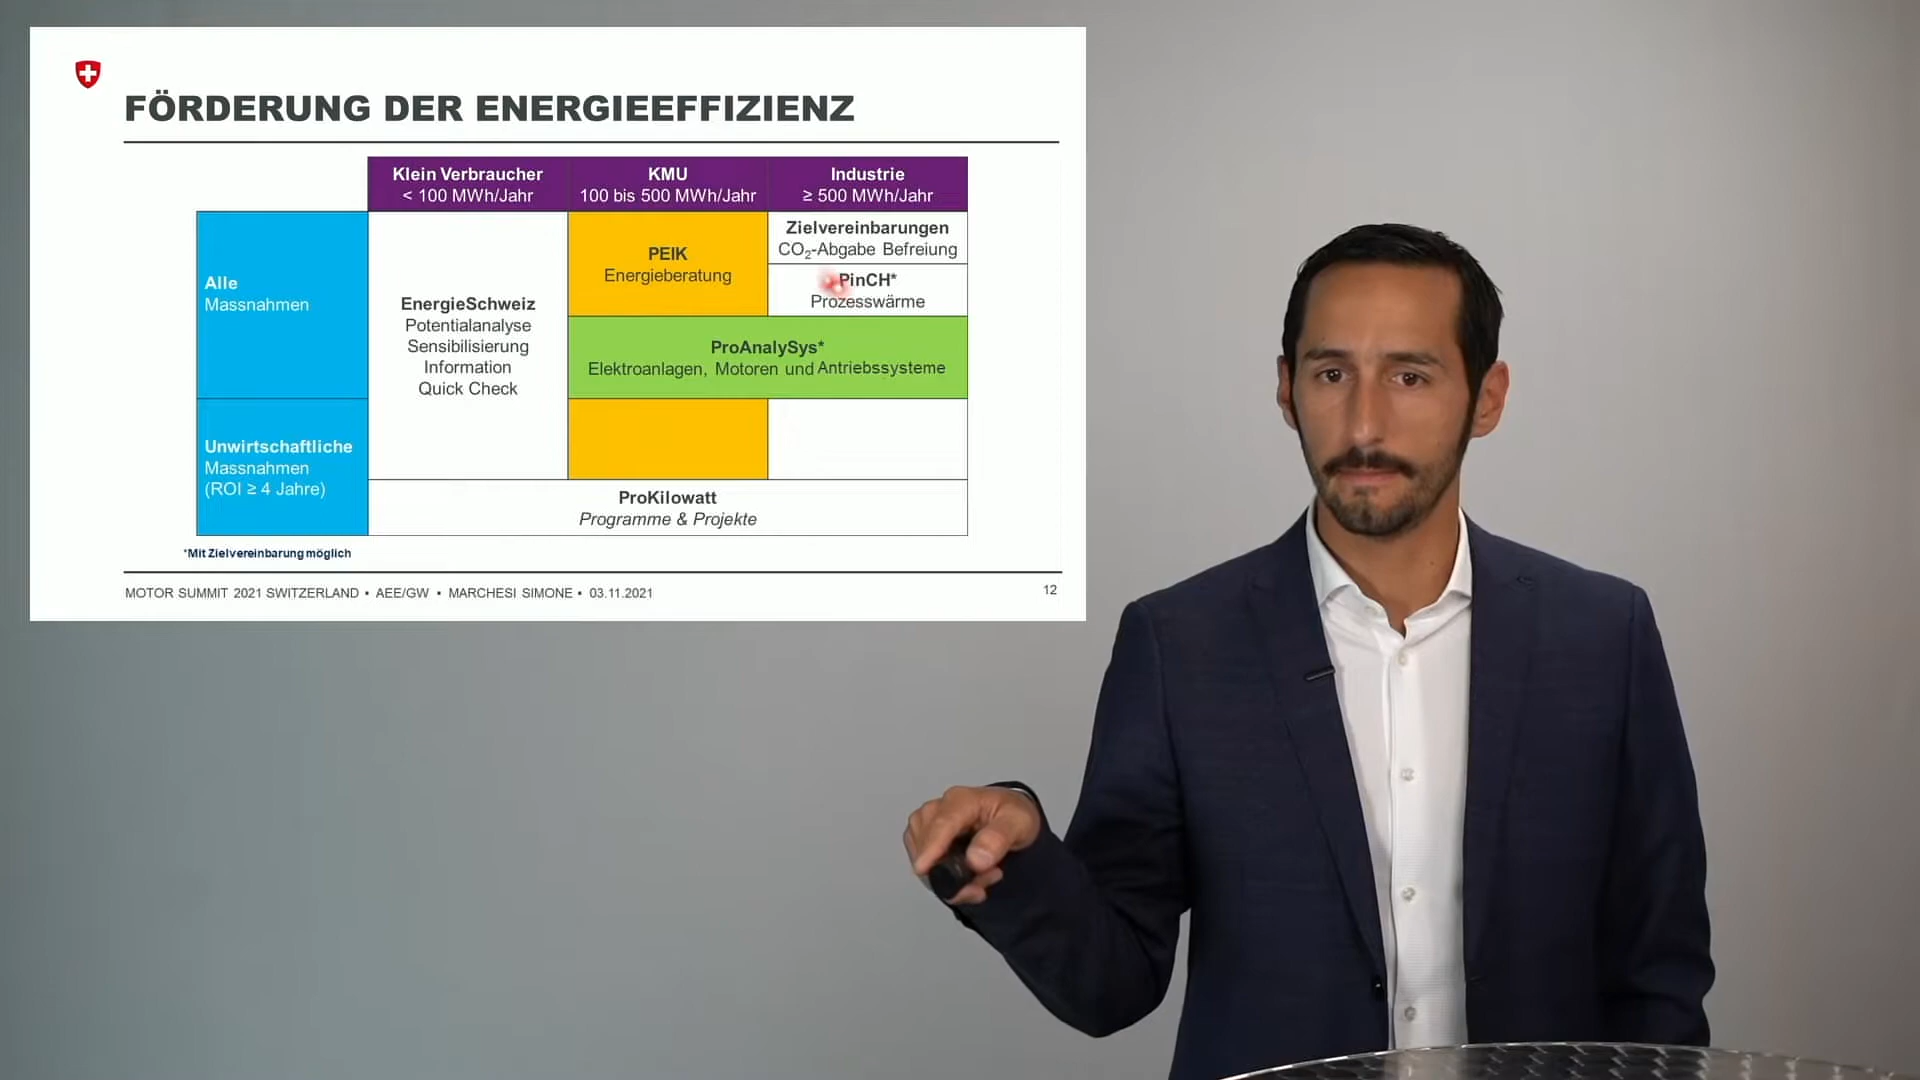 FÖRDERUNG DER ENERGIEEFFIZIENZ
Klein Verbraucher
< 100 MWh/Jahr
KMU
100 bis 500 MWh/Jahr
Industrie
≥ 500 MWh/Jahr
Alle
Massnahmen
EnergieSchweiz
Potentialanalyse
Sensibilisierung
Information
Quick Check
PEIK
Energieberatung
Zielvereinbarungen
CO₂-Abgabe Befreiung
PinCH*
Prozesswärme
ProAnalySys*
Elektroanlagen, Motoren und Antriebssysteme
Unwirtschaftliche
Massnahmen
(ROI ≥ 4 Jahre)
ProKilowatt
Programme & Projekte
*Mit Zielvereinbarung möglich
MOTOR SUMMIT 2021 SWITZERLAND • AEE/GW • MARCHESI SIMONE • 03.11.2021
12